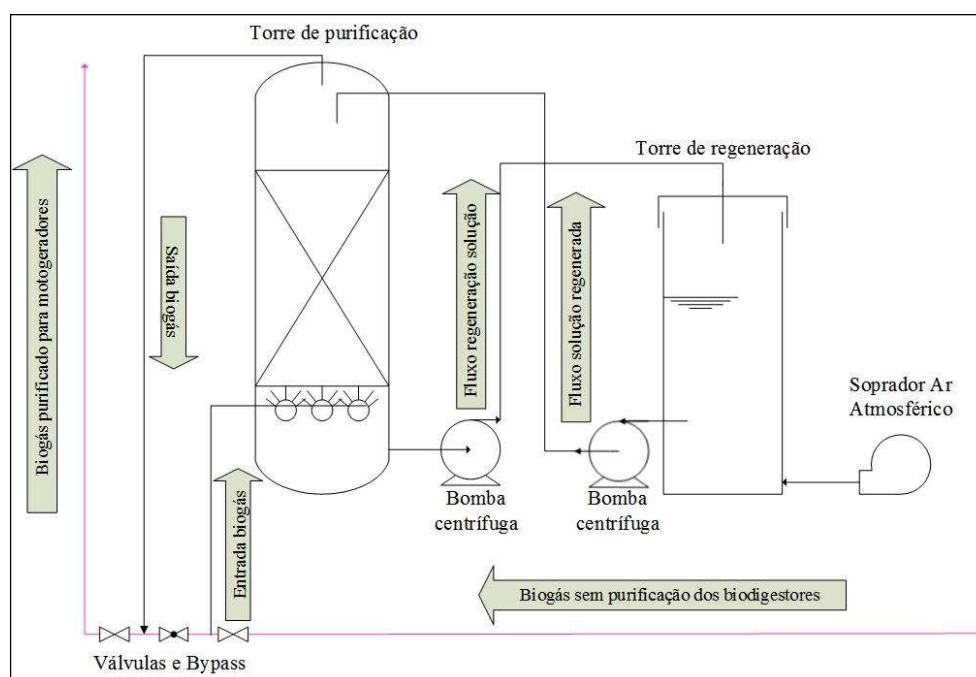 Torre de purificação
Torre de regeneração
Biogás purificado para motogeradores
Saída biogás
Fluxo regeneração solução
Fluxo solução regenerada
Soprador Ar
Atmosférico
Entrada biogás
Bomba
centrífuga
Bomba
centrífuga
Biogás sem purificação dos biodigestores
Válvulas e Bypass